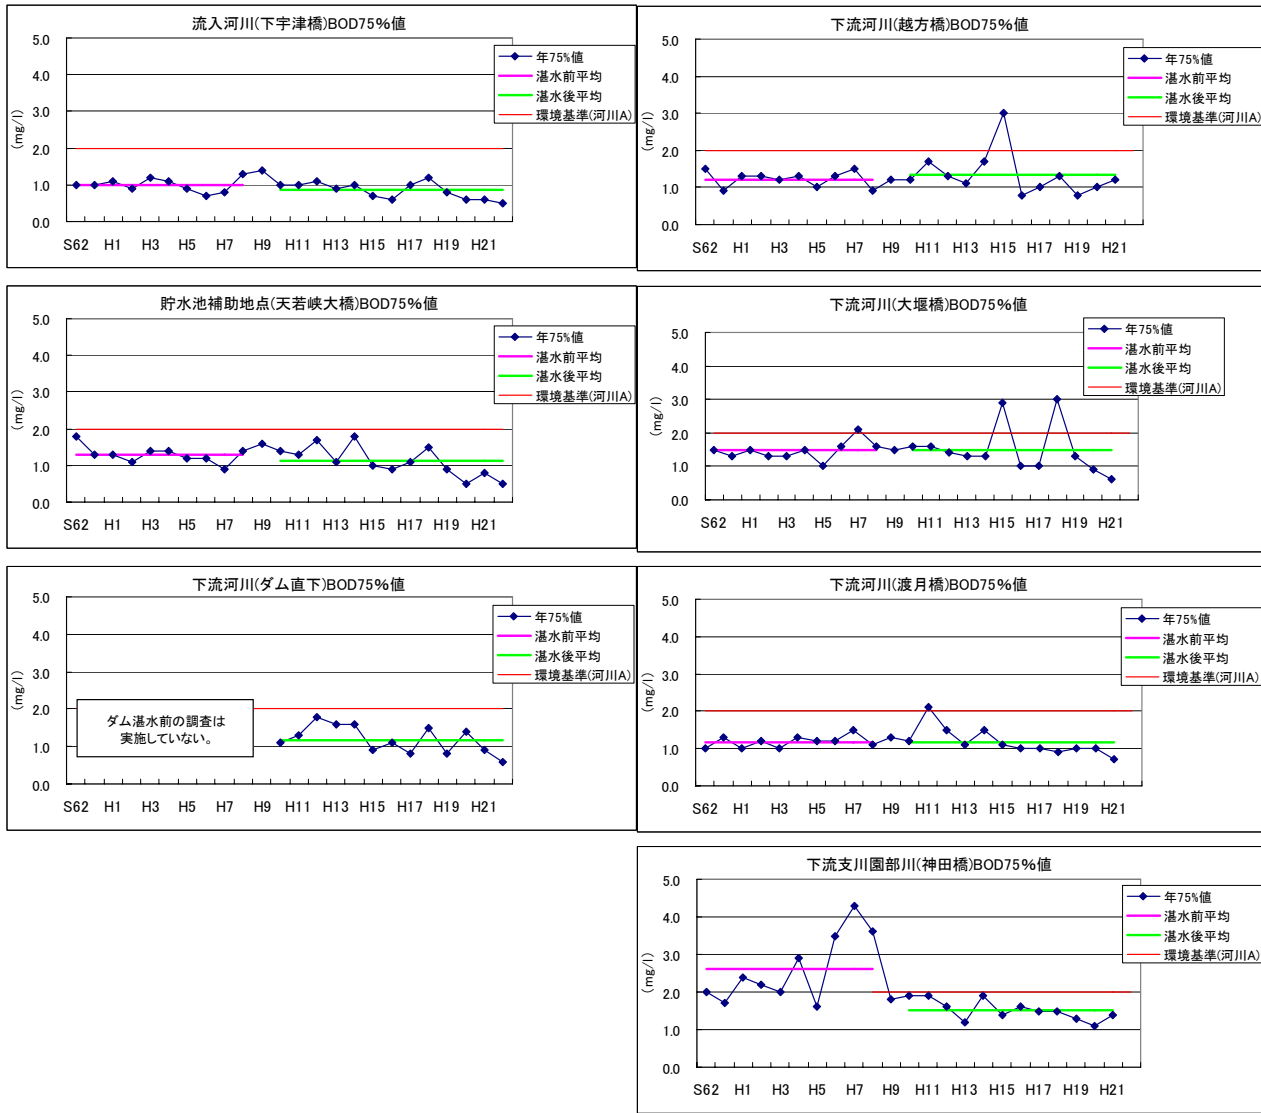 流入河川(下宇津橋)BOD75%値
5.0
4.0
3.0
2.0
1.0
0.0
(mg/l)
S62 H1 H3 H5 H7 H9 H11 H13 H15 H17 H19 H21
年75%値
湛水前平均
湛水後平均
環境基準(河川A)
下流河川(越方橋)BOD75%値
5.0
4.0
3.0
2.0
1.0
0.0
(mg/l)
S62 H1 H3 H5 H7 H9 H11 H13 H15 H17 H19 H21
年75%値
湛水前平均
湛水後平均
環境基準(河川A)
貯水池補助地点(天若峡大橋)BOD75%値
5.0
4.0
3.0
2.0
1.0
0.0
(mg/l)
S62 H1 H3 H5 H7 H9 H11 H13 H15 H17 H19 H21
年75%値
湛水前平均
湛水後平均
環境基準(河川A)
下流河川(大堰橋)BOD75%値
5.0
4.0
3.0
2.0
1.0
0.0
(mg/l)
S62 H1 H3 H5 H7 H9 H11 H13 H15 H17 H19 H21
年75%値
湛水前平均
湛水後平均
環境基準(河川A)
下流河川(ダム直下)BOD75%値
5.0
4.0
3.0
2.0
1.0
0.0
(mg/l)
S62 H1 H3 H5 H7 H9 H11 H13 H15 H17 H19 H21
ダム湛水前の調査は
実施していない。
年75%値
湛水前平均
湛水後平均
環境基準(河川A)
下流河川(渡月橋)BOD75%値
5.0
4.0
3.0
2.0
1.0
0.0
(mg/l)
S62 H1 H3 H5 H7 H9 H11 H13 H15 H17 H19 H21
年75%値
湛水前平均
湛水後平均
環境基準(河川A)
下流支川園部川(神田橋)BOD75%値
5.0
4.0
3.0
2.0
1.0
0.0
(mg/l)
S62 H1 H3 H5 H7 H9 H11 H13 H15 H17 H19 H21
年75%値
湛水前平均
湛水後平均
環境基準(河川A)